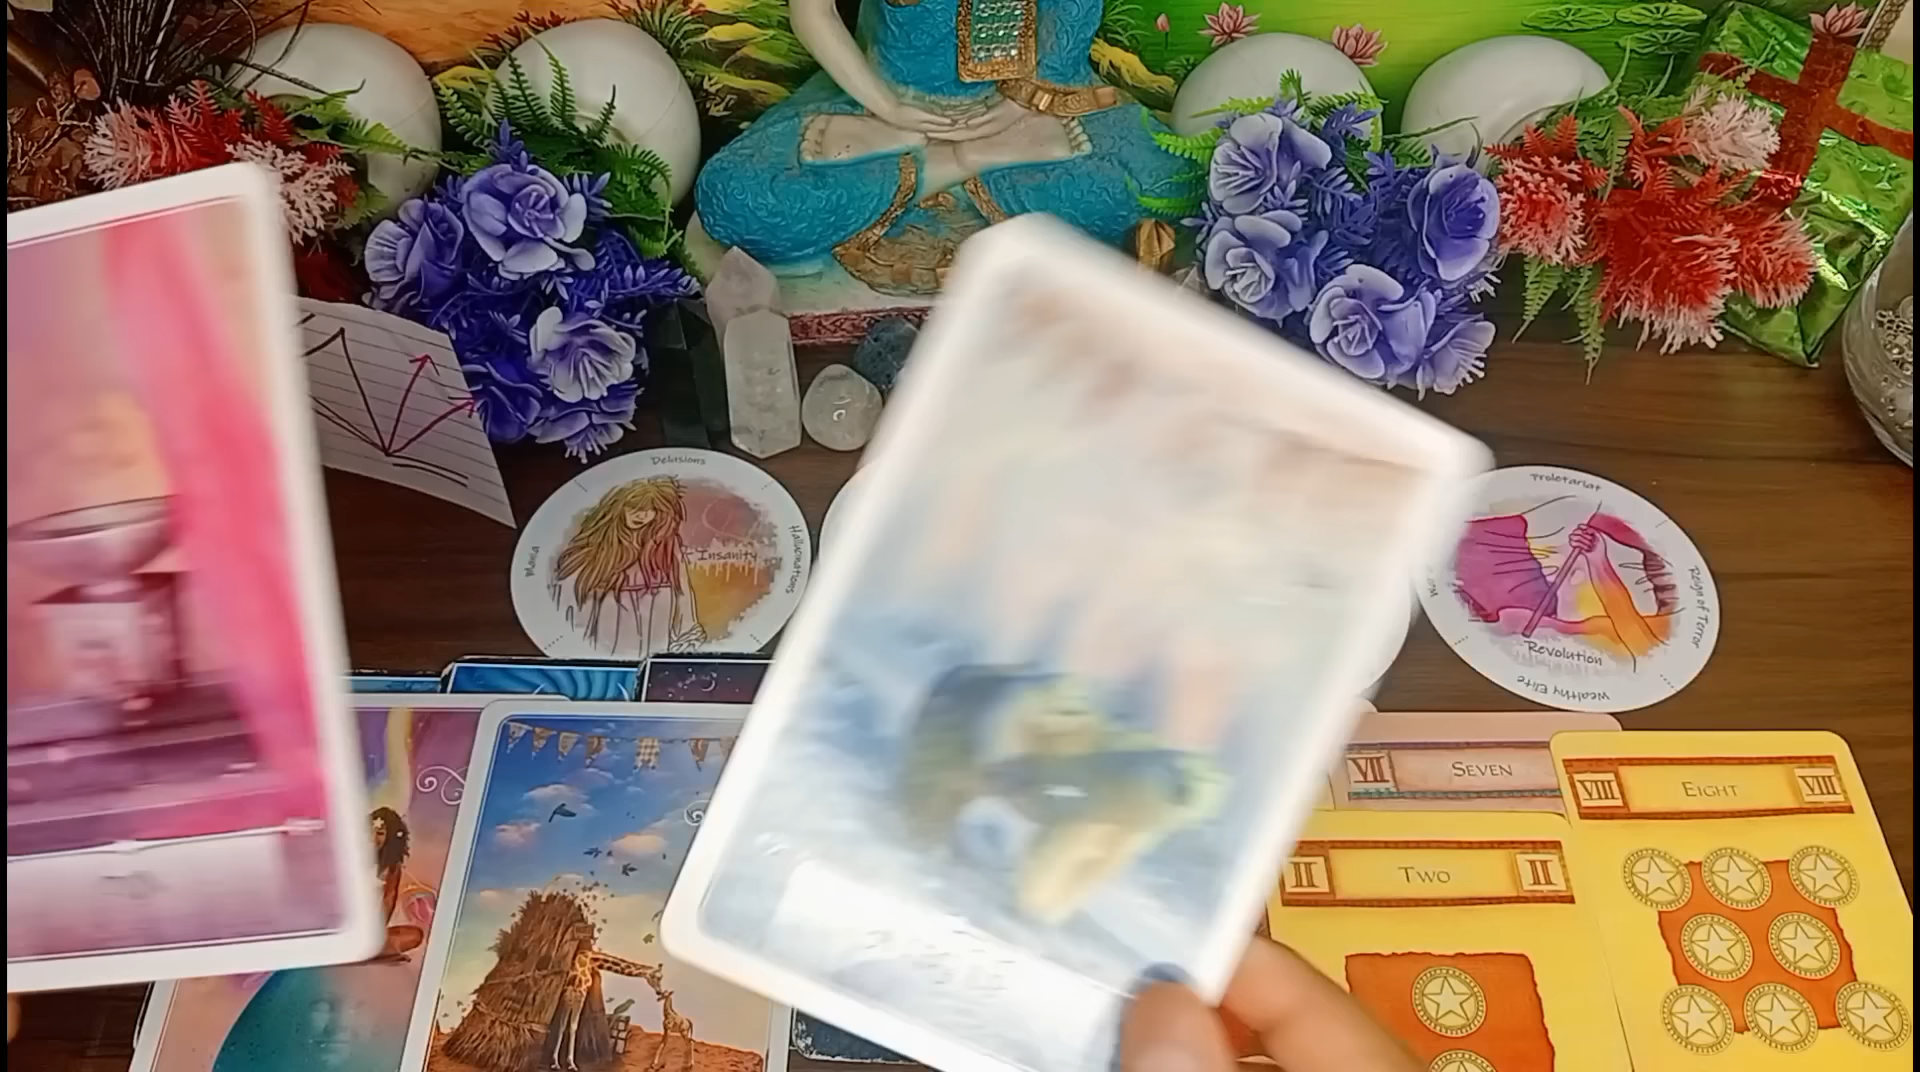 Delusions
Hallucinations
Mania
Insanity
Proletariat
Reign of Terror
Revolution
Wealthy Elite
VII SEVEN
VIII EIGHT VIII
II TWO II